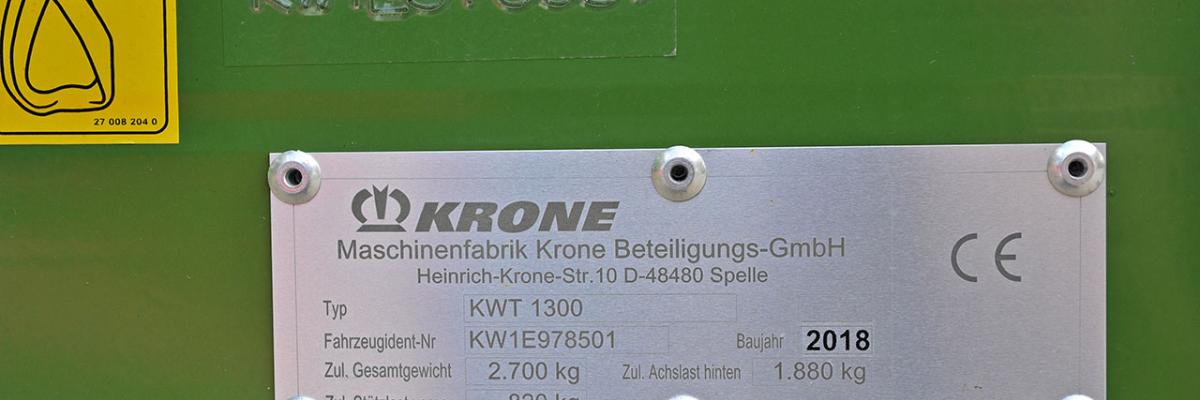 27 008 204 0
KRONE
Maschinenfabrik Krone Beteiligungs-GmbH
Heinrich-Krone-Str.10 D-48480 Spelle
CE
Typ KWT 1300
Fahrzeugident-Nr KW1E978501 Baujahr 2018
Zul. Gesamtgewicht 2.700 kg Zul. Achslast hinten 1.880 kg